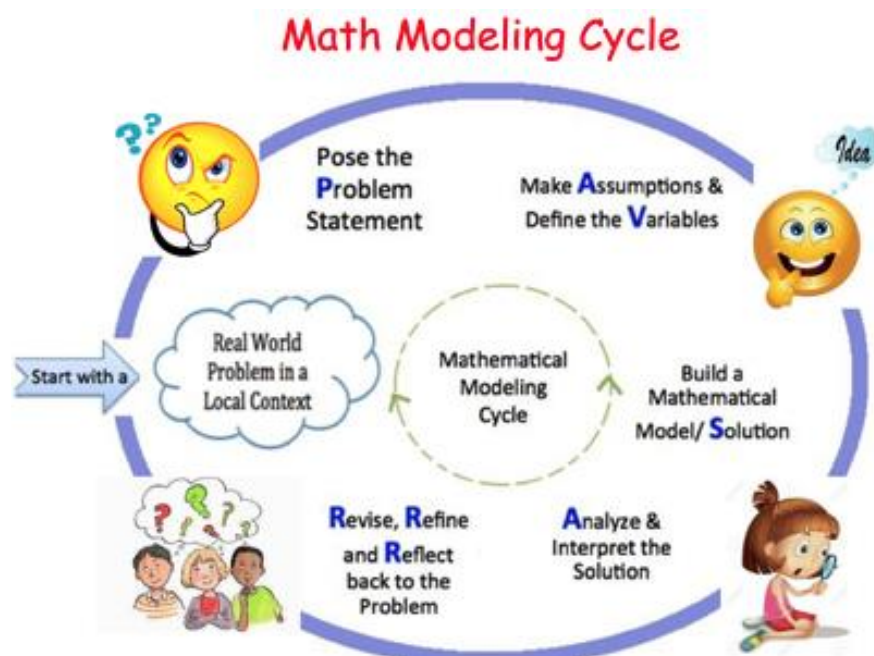 Math Modeling Cycle
? ?
Pose the
Problem
Statement
Make Assumptions &
Define the Variables
Idea
Start with a
Real World
Problem in a
Local Context
Mathematical
Modeling
Cycle
Build a
Mathematical
Model/ Solution
Analyze &
Interpret the
Solution
Revise, Refine
and Reflect
back to the
Problem
? ? ? ? ?